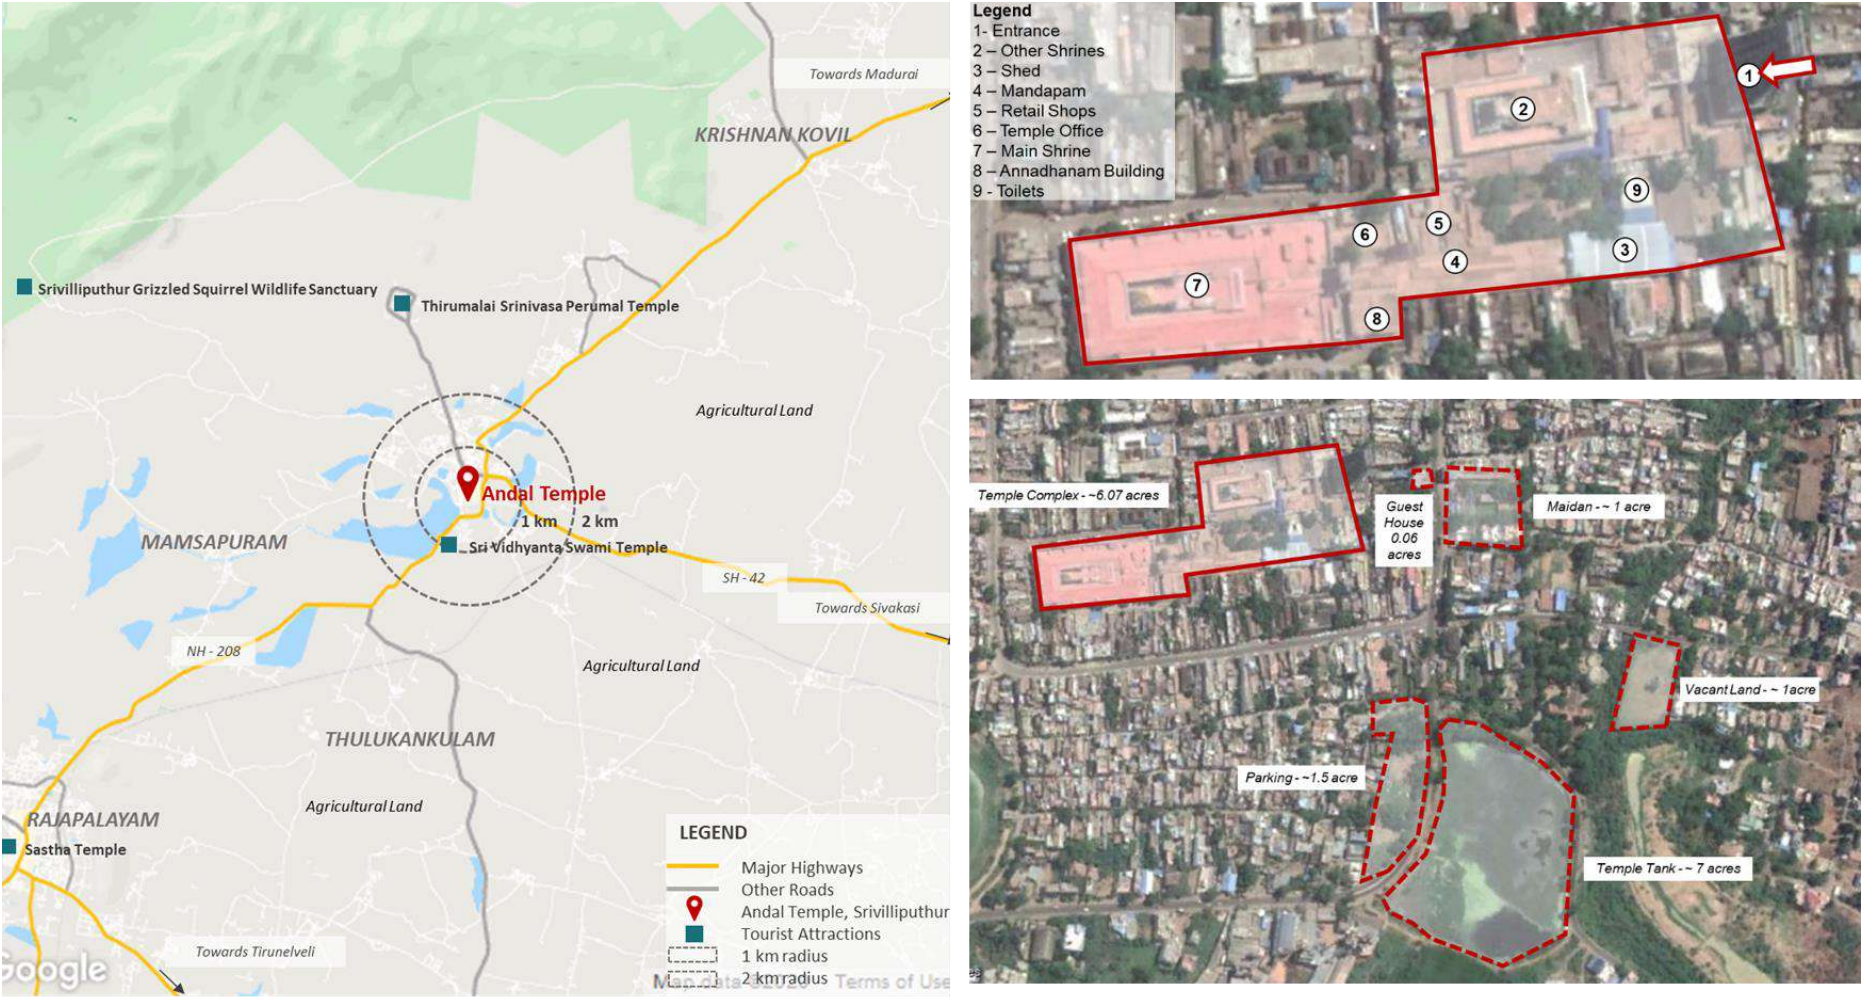 Towards Madurai
KRISHNAN KOVIL
Srivilliputhur Grizzled Squirrel Wildlife Sanctuary
Thirumalai Srinivasa Perumal Temple
Agricultural Land
Andal Temple
1 km
2 km
MAMSAPURAM
Sri Vidhyanta Swami Temple
SH - 42
Towards Sivakasi
NH - 208
Agricultural Land
THULUKANKULAM
Agricultural Land
RAJAPALAYAM
Sastha Temple
Towards Tirunelveli
Google
LEGEND
Major Highways
Other Roads
Andal Temple, Srivilliputhur
Tourist Attractions
1 km radius
2 km radius
Terms of Use
Legend
1- Entrance
2 – Other Shrines
3 – Shed
4 – Mandapam
5 – Retail Shops
6 – Temple Office
7 – Main Shrine
8 – Annadhanam Building
9 - Toilets
1
2
9
5
6
3
4
7
8
Temple Complex - ~6.07 acres
Guest
House
0.06
acres
Maidan - ~ 1 acre
Vacant Land - ~ 1acre
Parking - ~1.5 acre
Temple Tank - ~ 7 acres